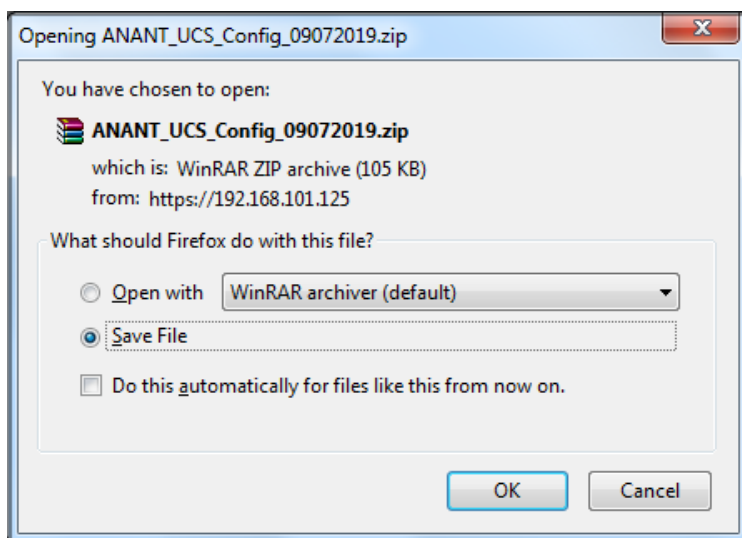 Opening ANANT_UCS_Config_09072019.zip
You have chosen to open:
ANANT_UCS_Config_09072019.zip
which is: WinRAR ZIP archive (105 KB)
from: https://192.168.101.125
What should Firefox do with this file?
Open with WinRAR archiver (default)
Save File
Do this automatically for files like this from now on.
OK Cancel